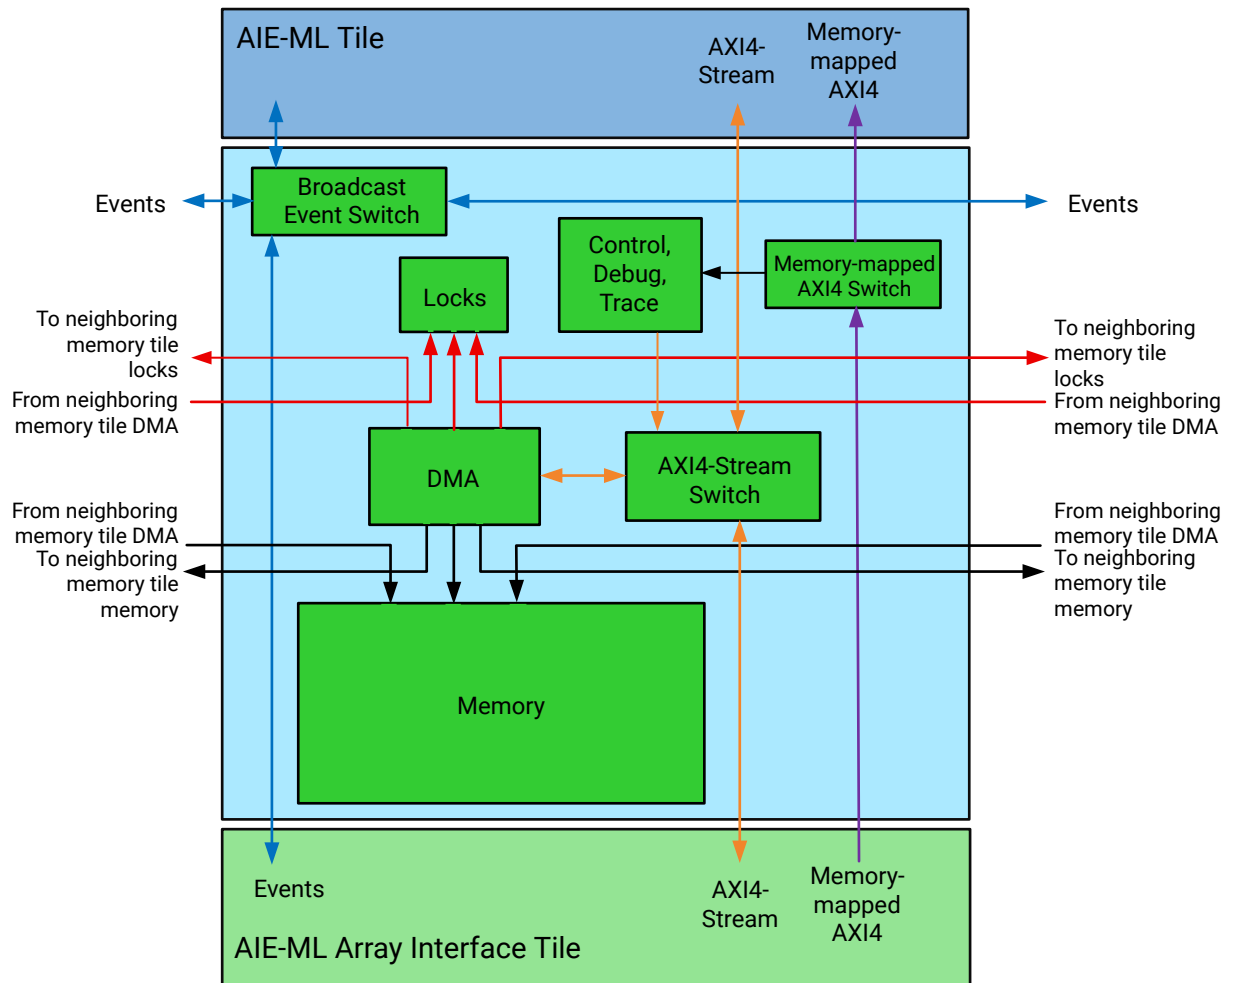 AIE-ML Tile
AXI4-
Stream
Memory-
mapped
AXI4
Events
Broadcast
Event Switch
Events
Control,
Debug,
Trace
Memory-mapped
AXI4 Switch
Locks
To neighboring
memory tile
locks
To neighboring
memory tile
locks
From neighboring
memory tile DMA
From neighboring
memory tile DMA
DMA
AXI4-Stream
Switch
From neighboring
memory tile DMA
From neighboring
memory tile DMA
To neighboring
memory tile
memory
To neighboring
memory tile
memory
Memory
Events
AXI4-
Stream
Memory-
mapped
AXI4
AIE-ML Array Interface Tile